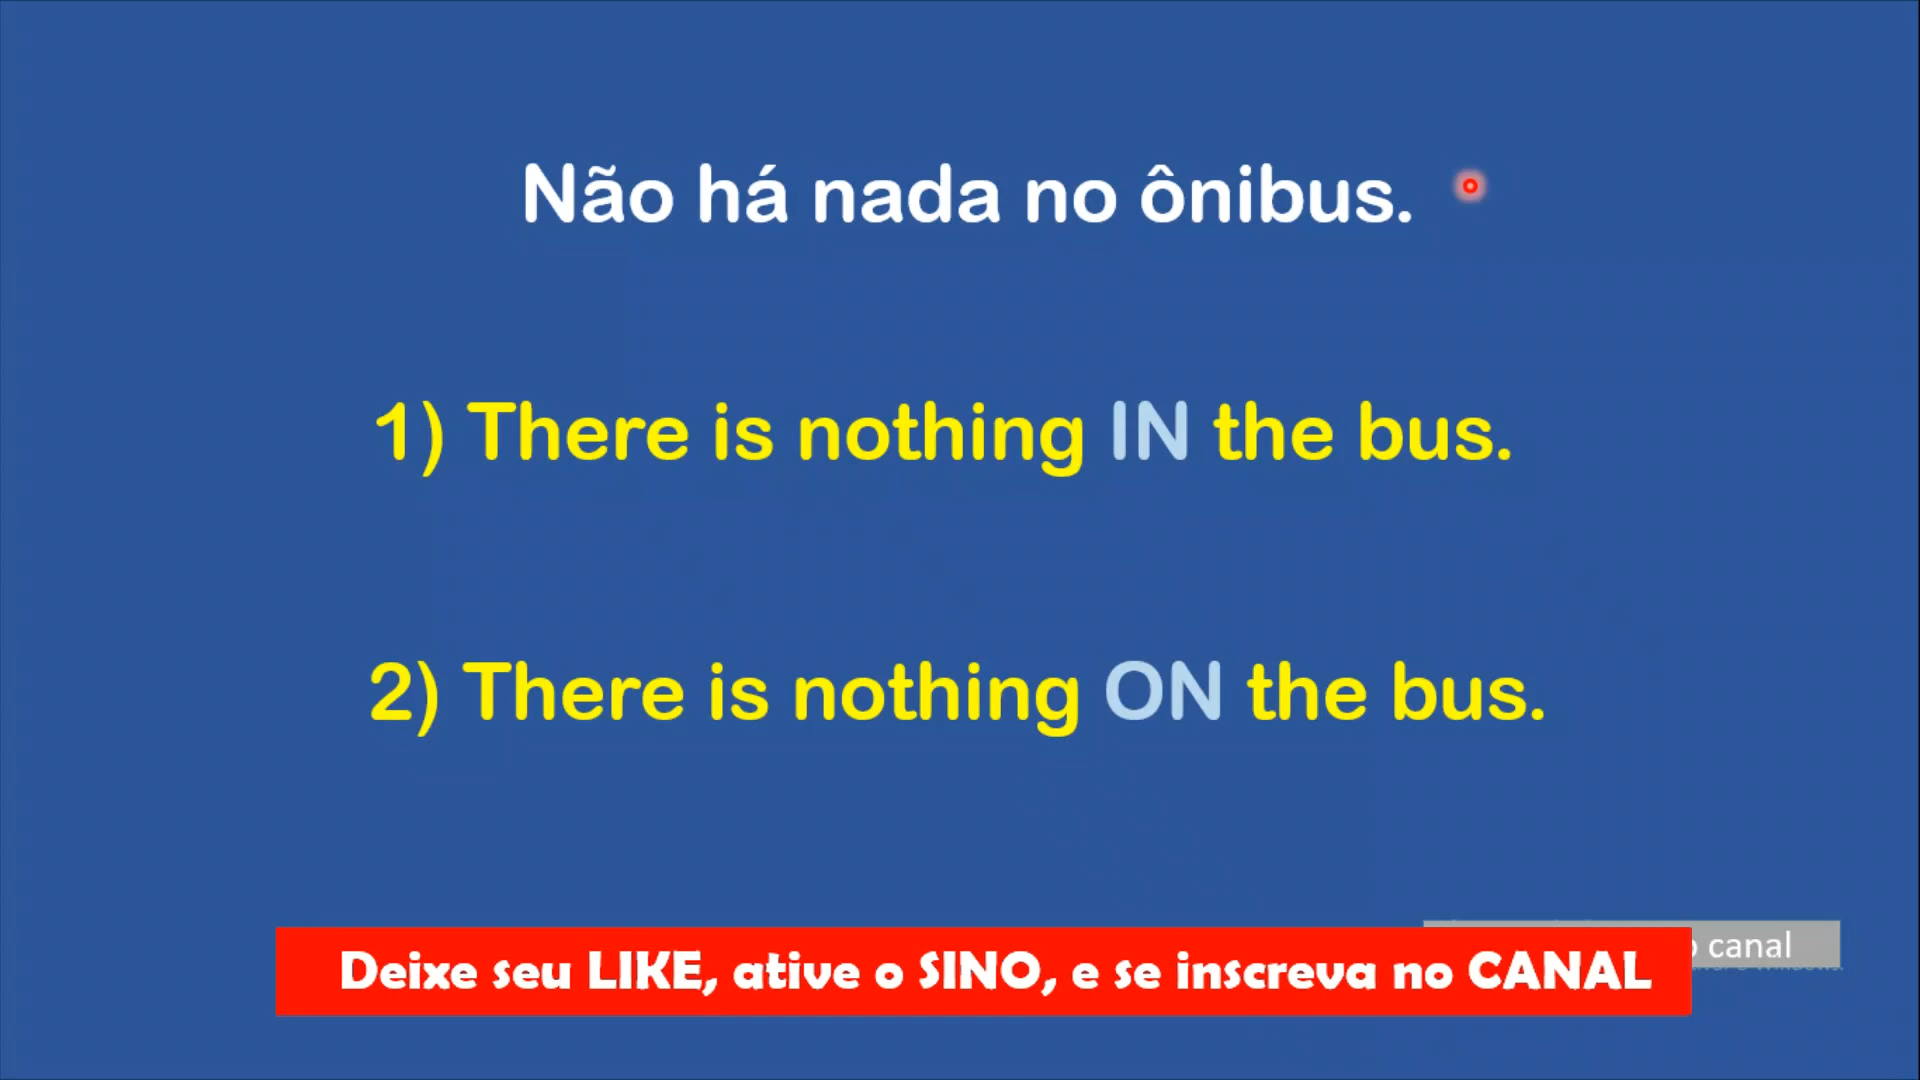 Não há nada no ônibus.
1) There is nothing IN the bus.
2) There is nothing ON the bus.
canal
Deixe seu LIKE, ative o SINO, e se inscreva no CANAL